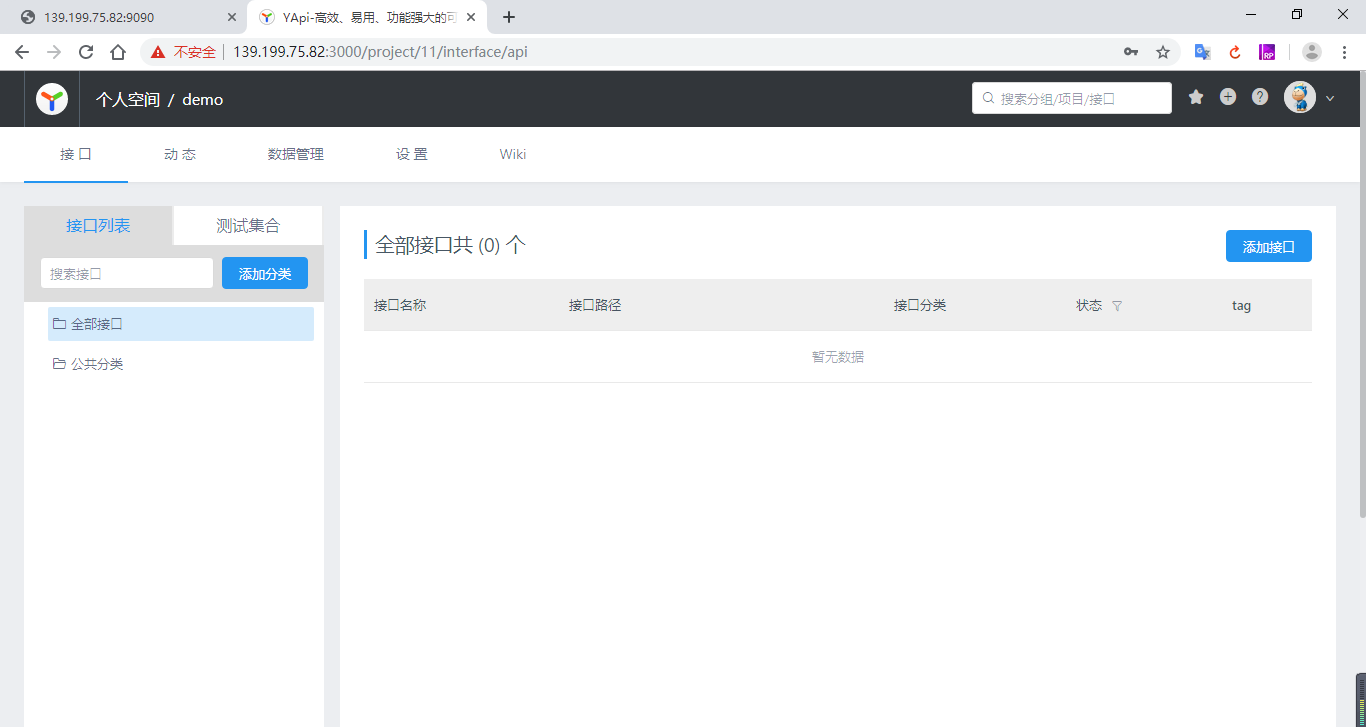 139.199.75.82:9090
YApi-高效、易用、功能强大的可
不安全 139.199.75.82:3000/project/11/interface/api
个人空间 / demo
搜索分组/项目/接口
接 口 动 态 数据管理 设 置 Wiki
接口列表 测试集合
搜索接口 添加分类
全部接口
公共分类
全部接口共 (0) 个 添加接口
接口名称 接口路径 接口分类 状态 tag
暂无数据